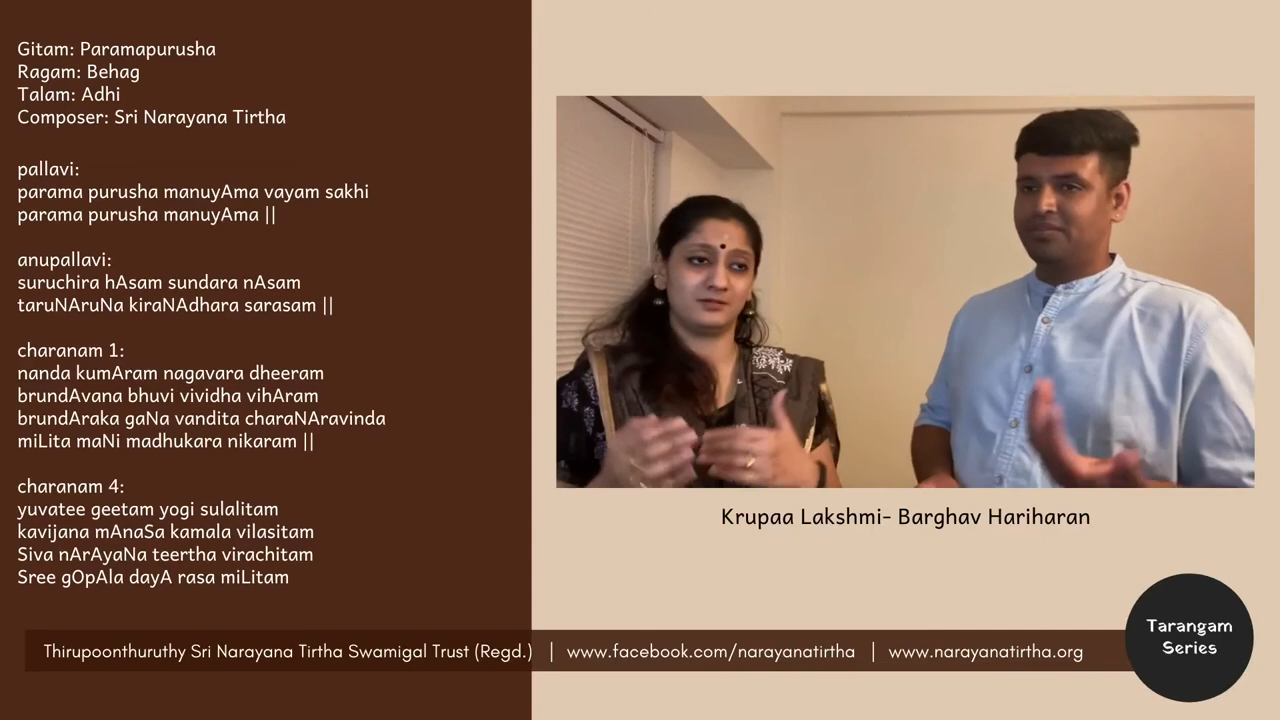 Gitam: Paramapurusha
Ragam: Behag
Talam: Adhi
Composer: Sri Narayana Tirtha
pallavi:
parama purusha manuyAma vayam sakhi
parama purusha manuyAma ||
anupallavi:
suruchira hAsam sundara nAsam
taruNAruNa kiraNAdhara sarasam ||
charanam 1:
nanda kumAram nagavara dheeram
brundAvana bhuvi vividha vihAram
brundAraka gaNa vandita charaNAravinda
miLita maNi madhukara nikaram ||
charanam 4:
yuvatee geetam yogi sulalitam
kavijana mAnaSa kamala vilasitam
Siva nArAyaNa teertha virachitam
Sree gOpAla dayA rasa miLitam
Krupaa Lakshmi- Barghav Hariharan
Thirupoonthuruthy Sri Narayana Tirtha Swamigal Trust (Regd.) | www.facebook.com/narayanatirtha | www.narayanatirtha.org
Tarangam
Series